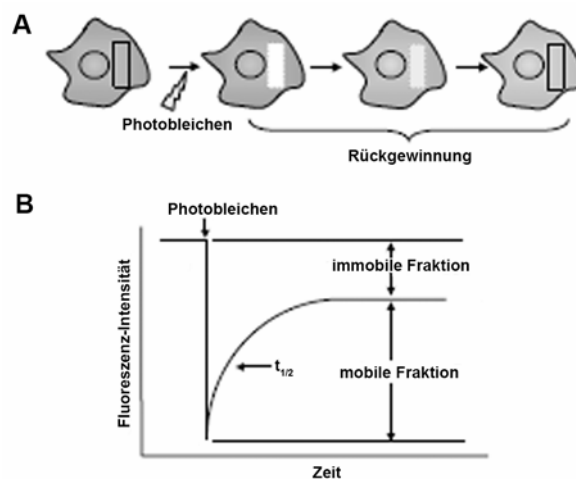 A
Photobleichen
Rückgewinnung
B
Photobleichen
immobile Fraktion
t1/2
mobile Fraktion
Fluoreszenz-Intensität
Zeit